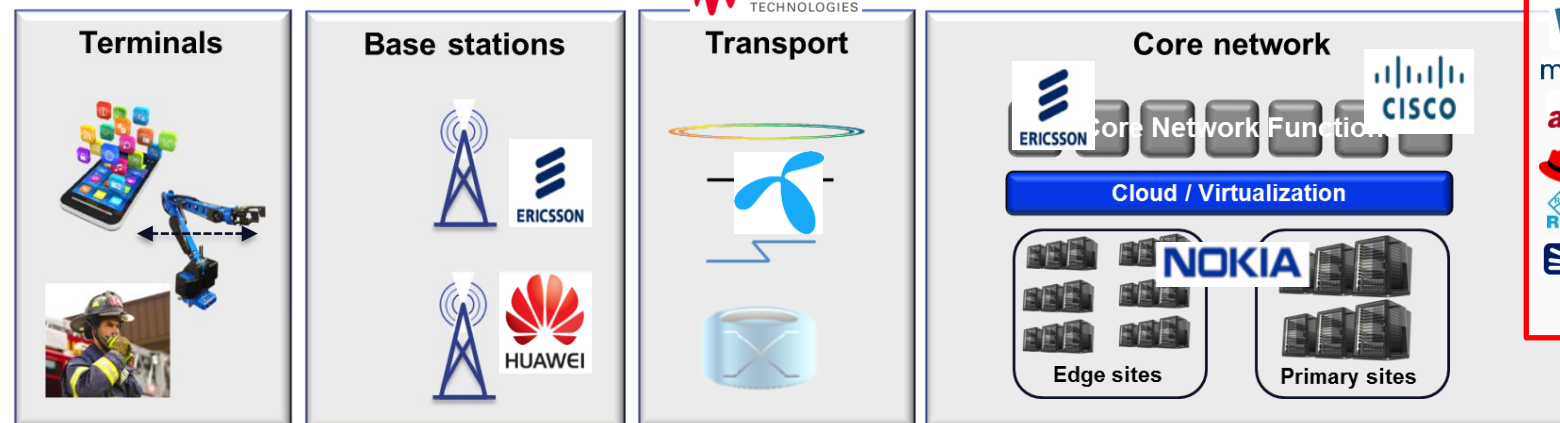 TECHNOLOGIES
Terminals
Base stations
Transport
Core network
ERICSSON
CISCO
Core Network Function
Cloud / Virtualization
ERICSSON
NOKIA
HUAWEI
Edge sites
Primary sites